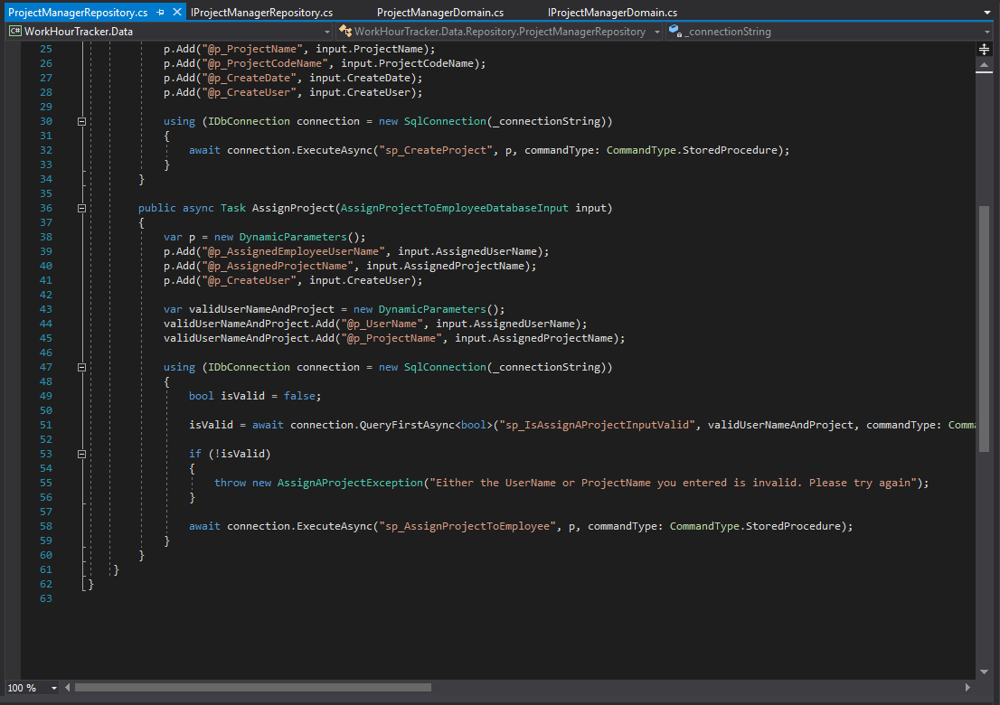 ProjectManagerRepository.cs IProjectManagerRepository.cs ProjectManagerDomain.cs IProjectManagerDomain.cs
C# WorkHourTracker.Data WorkHourTracker.Data.Repository.ProjectManagerRepository _connectionString
25 p.Add("@p_ProjectName", input.ProjectName);
26 p.Add("@p_ProjectCodeName", input.ProjectCodeName);
27 p.Add("@p_CreateDate", input.CreateDate);
28 p.Add("@p_CreateUser", input.CreateUser);
29
30 using (IDbConnection connection = new SqlConnection(_connectionString))
31 {
32 await connection.ExecuteAsync("sp_CreateProject", p, commandType: CommandType.StoredProcedure);
33 }
34 }
35
36 public async Task AssignProject(AssignProjectToEmployeeDatabaseInput input)
37 {
38 var p = new DynamicParameters();
39 p.Add("@p_AssignedEmployeeUserName", input.AssignedUserName);
40 p.Add("@p_AssignedProjectName", input.AssignedProjectName);
41 p.Add("@p_CreateUser", input.CreateUser);
42
43 var validUserNameAndProject = new DynamicParameters();
44 validUserNameAndProject.Add("@p_UserName", input.AssignedUserName);
45 validUserNameAndProject.Add("@p_ProjectName", input.AssignedProjectName);
46
47 using (IDbConnection connection = new SqlConnection(_connectionString))
48 {
49 bool isValid = false;
50
51 isValid = await connection.QueryFirstAsync<bool>("sp_IsAssignAProjectInputValid", validUserNameAndProject, commandType: Comma
52
53 if (!isValid)
54 {
55 throw new AssignAProjectException("Either the UserName or ProjectName you entered is invalid. Please try again");
56 }
57
58 await connection.ExecuteAsync("sp_AssignProjectToEmployee", p, commandType: CommandType.StoredProcedure);
59 }
60 }
61 }
62 }
63
100 %